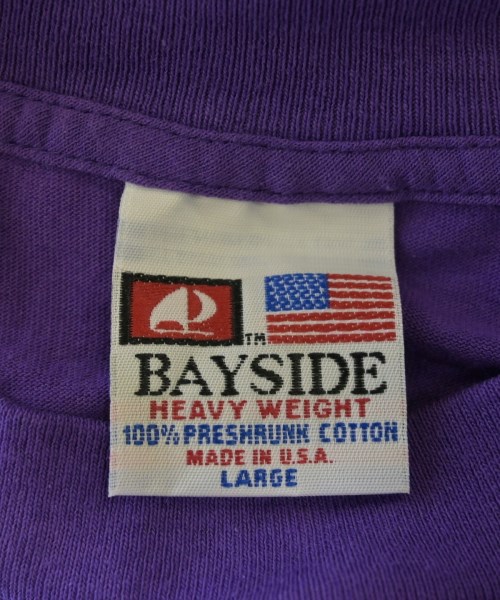 TM
BAYSIDE
HEAVY WEIGHT
100% PRESHRUNK COTTON
MADE IN U.S.A.
LARGE